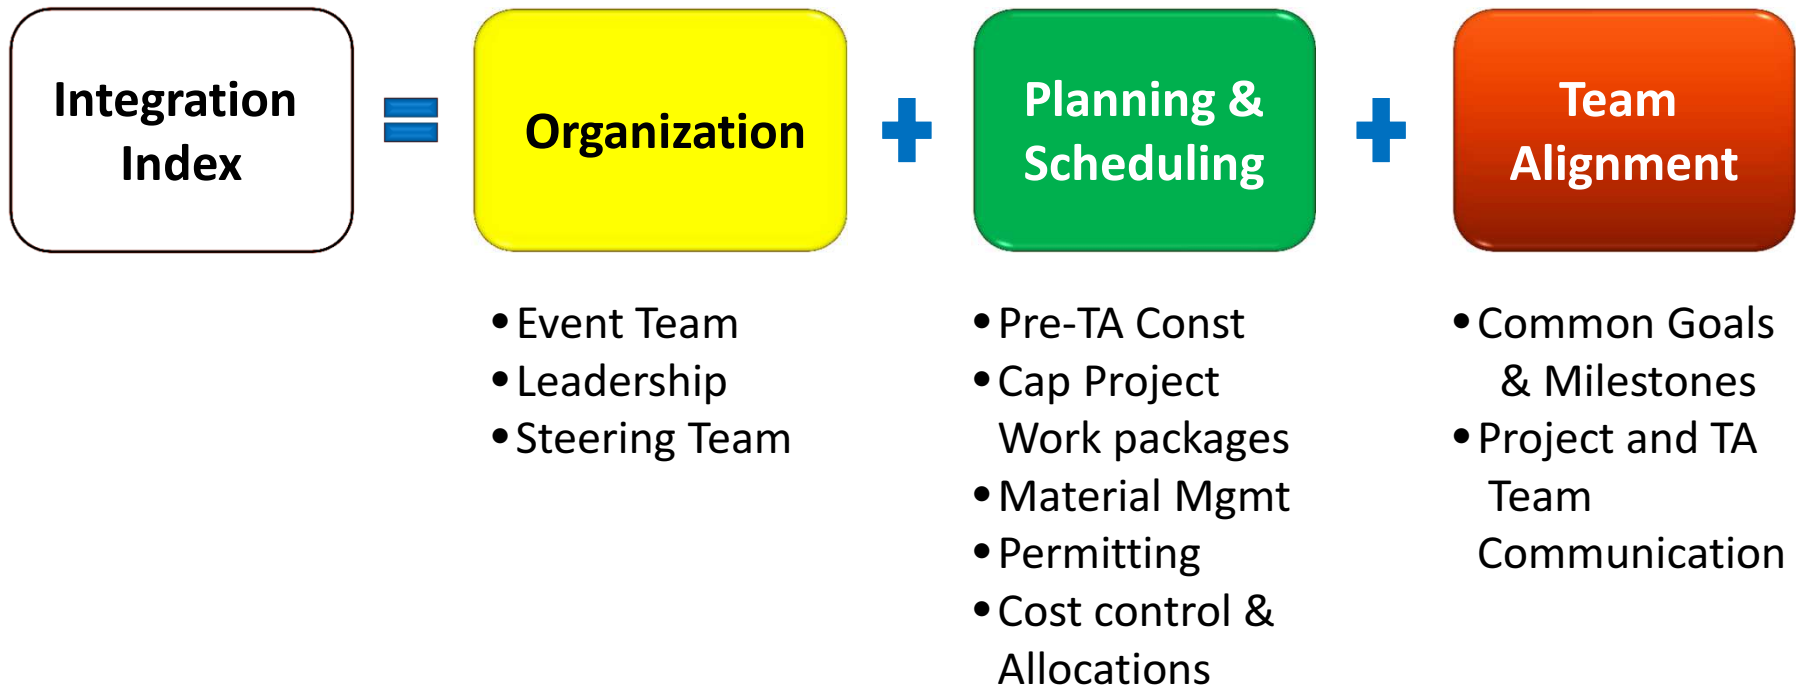 Integration
Index
=
Organization
+
Planning &
Scheduling
+
Team
Alignment
• Event Team
• Leadership
• Steering Team
• Pre-TA Const
• Cap Project
Work packages
• Material Mgmt
• Permitting
• Cost control &
Allocations
• Common Goals
& Milestones
• Project and TA
Team
Communication